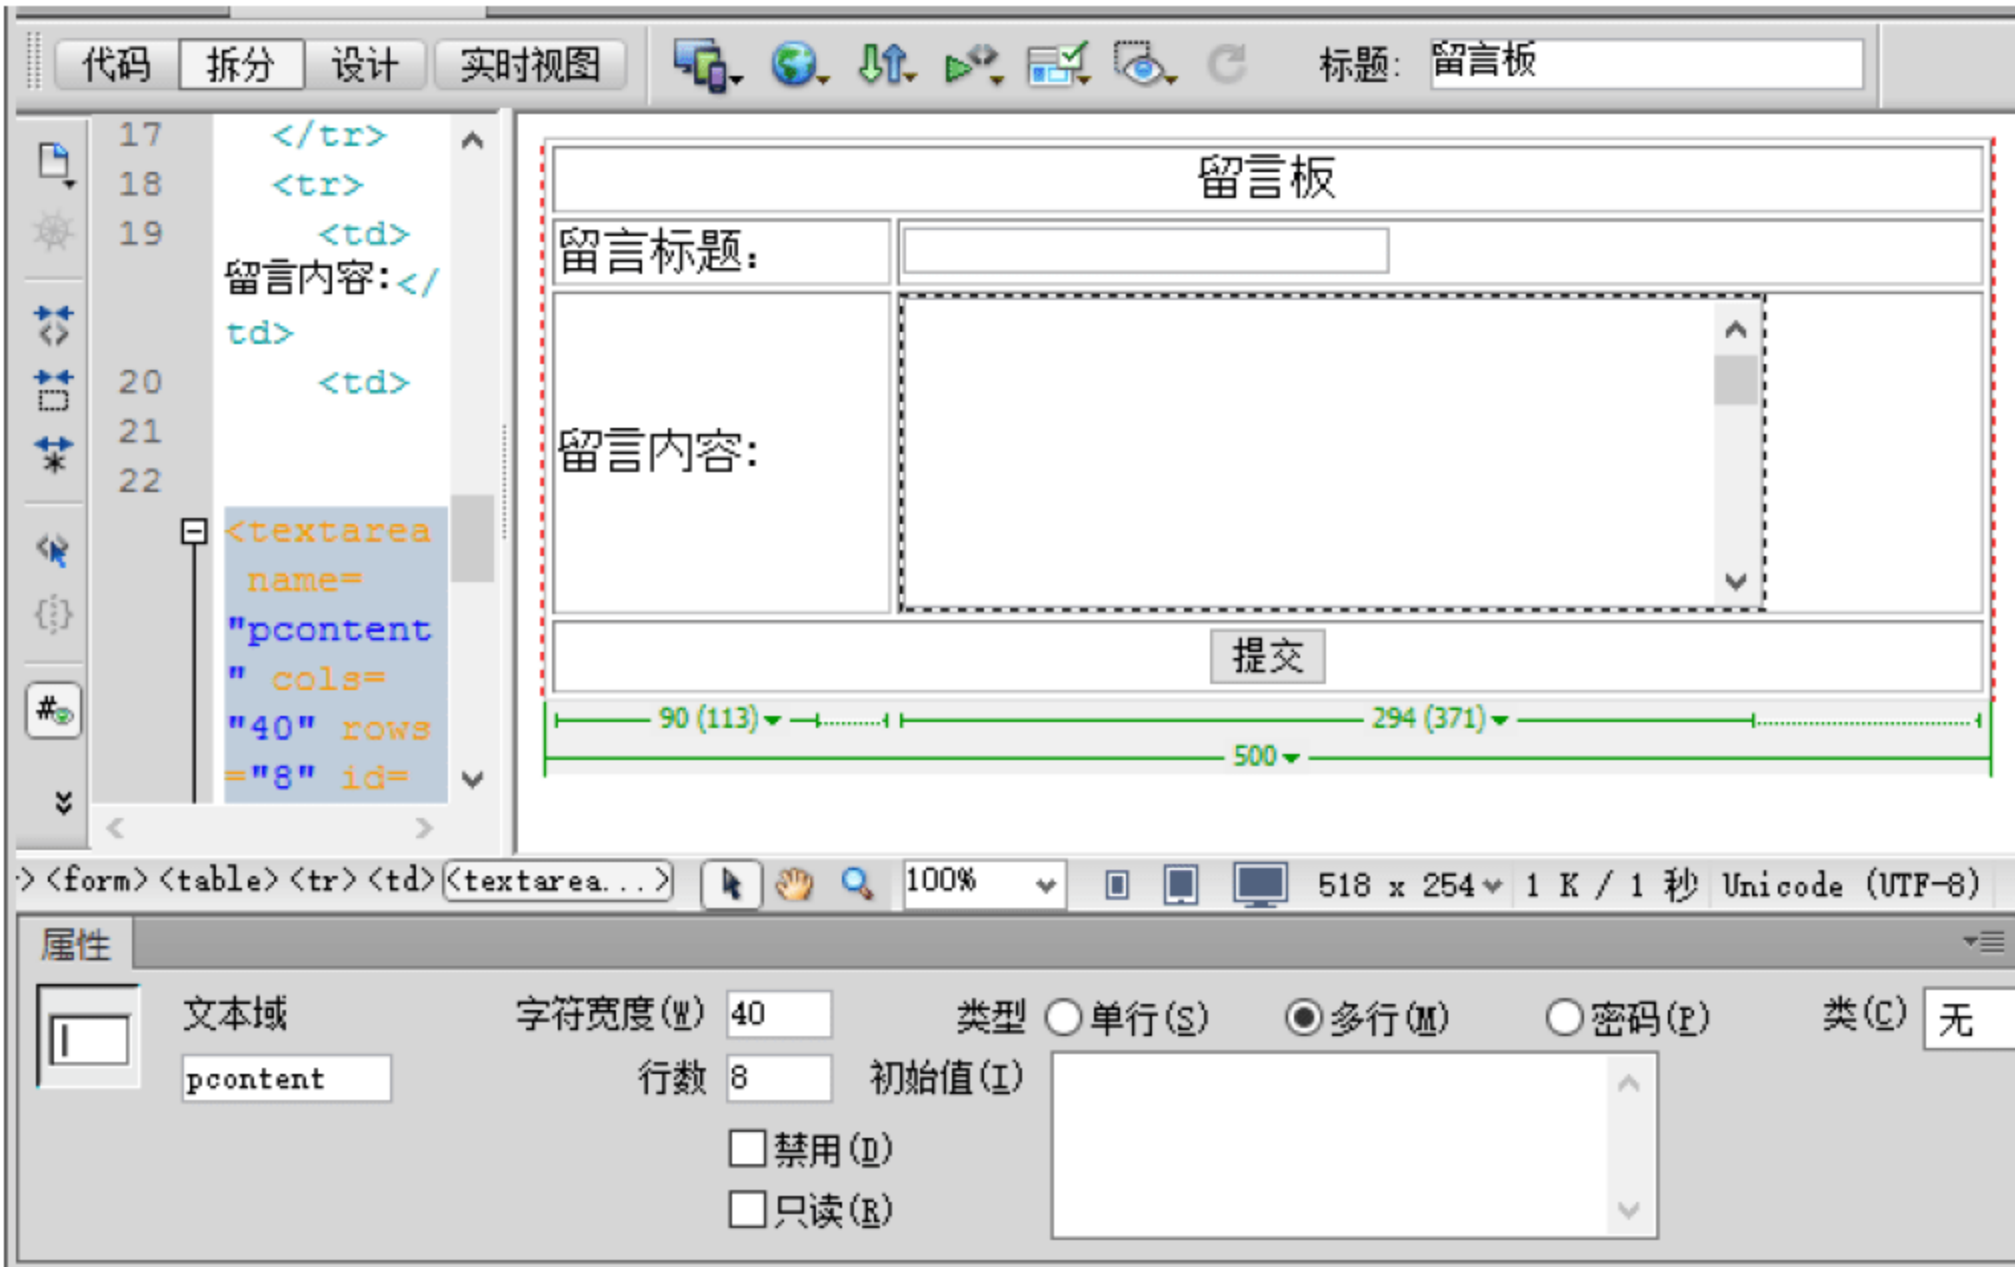 代码 拆分 设计 实时视图 标题: 留言板
17 </tr>
18 <tr>
19 <td>
留言内容:</
td>
20 <td>
21
22
<textarea
name=
"pcontent
" cols=
"40" rows
="8" id=
留言板
留言标题:
留言内容:
提交
90 (113) 294 (371)
500
> <form> <table> <tr> <td> <textarea...> 100% 518 x 254 1 K / 1 秒 Unicode (UTF-8)
属性
文本域 字符宽度(W) 40 类型 单行(S) 多行(M) 密码(P) 类(C) 无
pcontent 行数 8 初始值(I)
禁用(D)
只读(R)